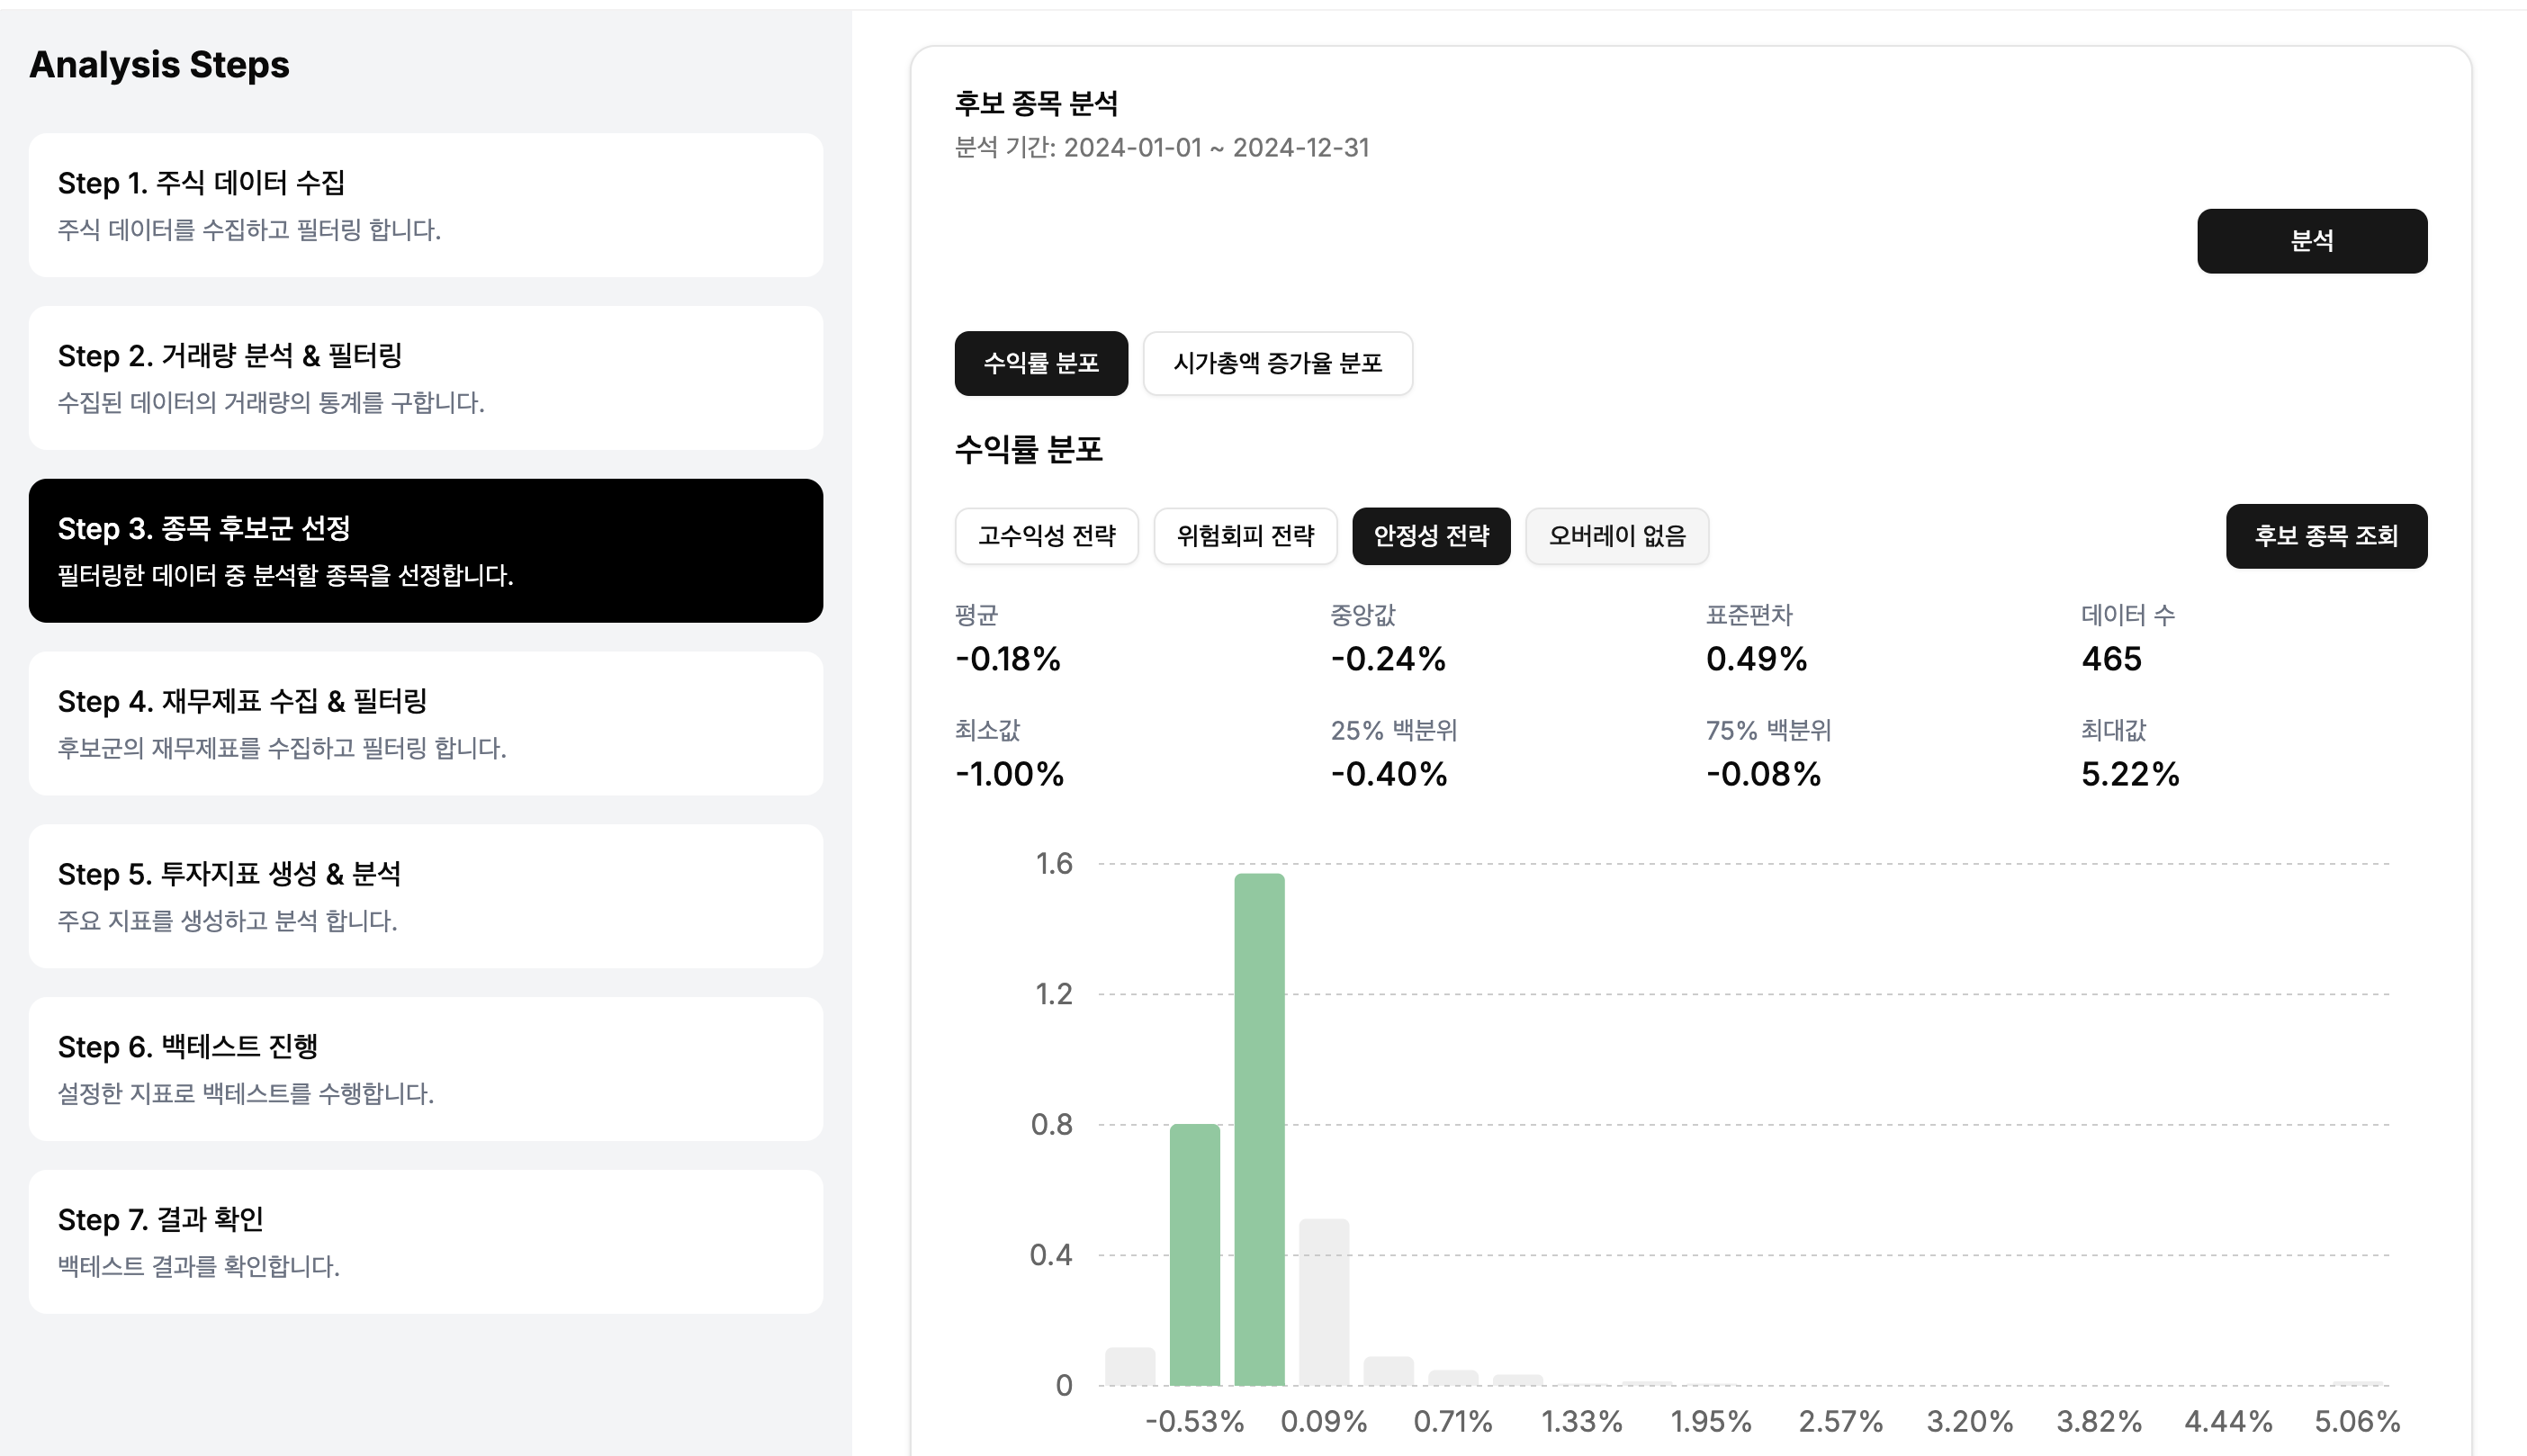 Analysis Steps
Step 1. 주식 데이터 수집
주식 데이터를 수집하고 필터링 합니다.
Step 2. 거래량 분석 & 필터링
수집된 데이터의 거래량의 통계를 구합니다.
Step 3. 종목 후보군 선정
필터링한 데이터 중 분석할 종목을 선정합니다.
Step 4. 재무제표 수집 & 필터링
후보군의 재무제표를 수집하고 필터링 합니다.
Step 5. 투자지표 생성 & 분석
주요 지표를 생성하고 분석 합니다.
Step 6. 백테스트 진행
설정한 지표로 백테스트를 수행합니다.
Step 7. 결과 확인
백테스트 결과를 확인합니다.
후보 종목 분석
분석 기간: 2024-01-01 ~ 2024-12-31
분석
수익률 분포 시가총액 증가율 분포
수익률 분포
고수익성 전략 위험회피 전략 안정성 전략 오버레이 없음 후보 종목 조회
평균 중앙값 표준편차 데이터 수
-0.18% -0.24% 0.49% 465
최소값 25% 백분위 75% 백분위 최대값
-1.00% -0.40% -0.08% 5.22%
1.6
1.2
0.8
0.4
0
-0.53% 0.09% 0.71% 1.33% 1.95% 2.57% 3.20% 3.82% 4.44% 5.06%